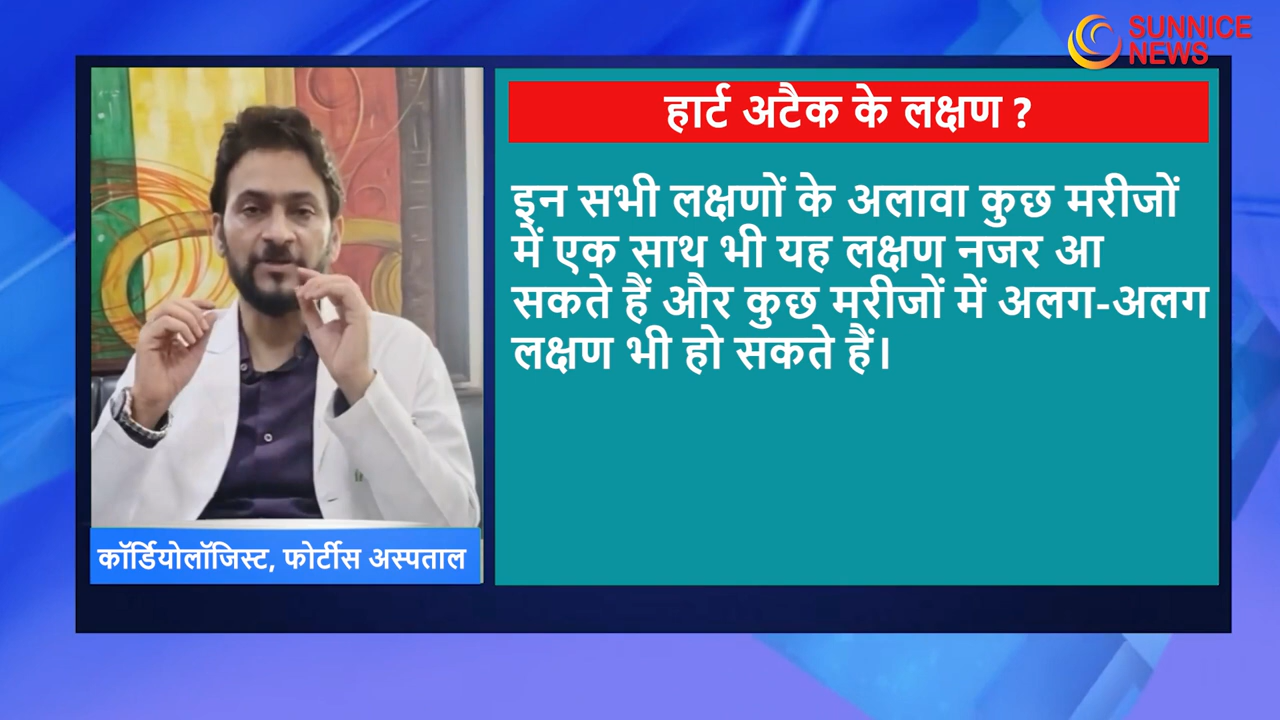 SUNNICE
NEWS
हार्ट अटैक के लक्षण ?
इन सभी लक्षणों के अलावा कुछ मरीजों
में एक साथ भी यह लक्षण नजर आ
सकते हैं और कुछ मरीजों में अलग-अलग
लक्षण भी हो सकते हैं।
कॉर्डियोलॉजिस्ट, फोर्टीस अस्पताल